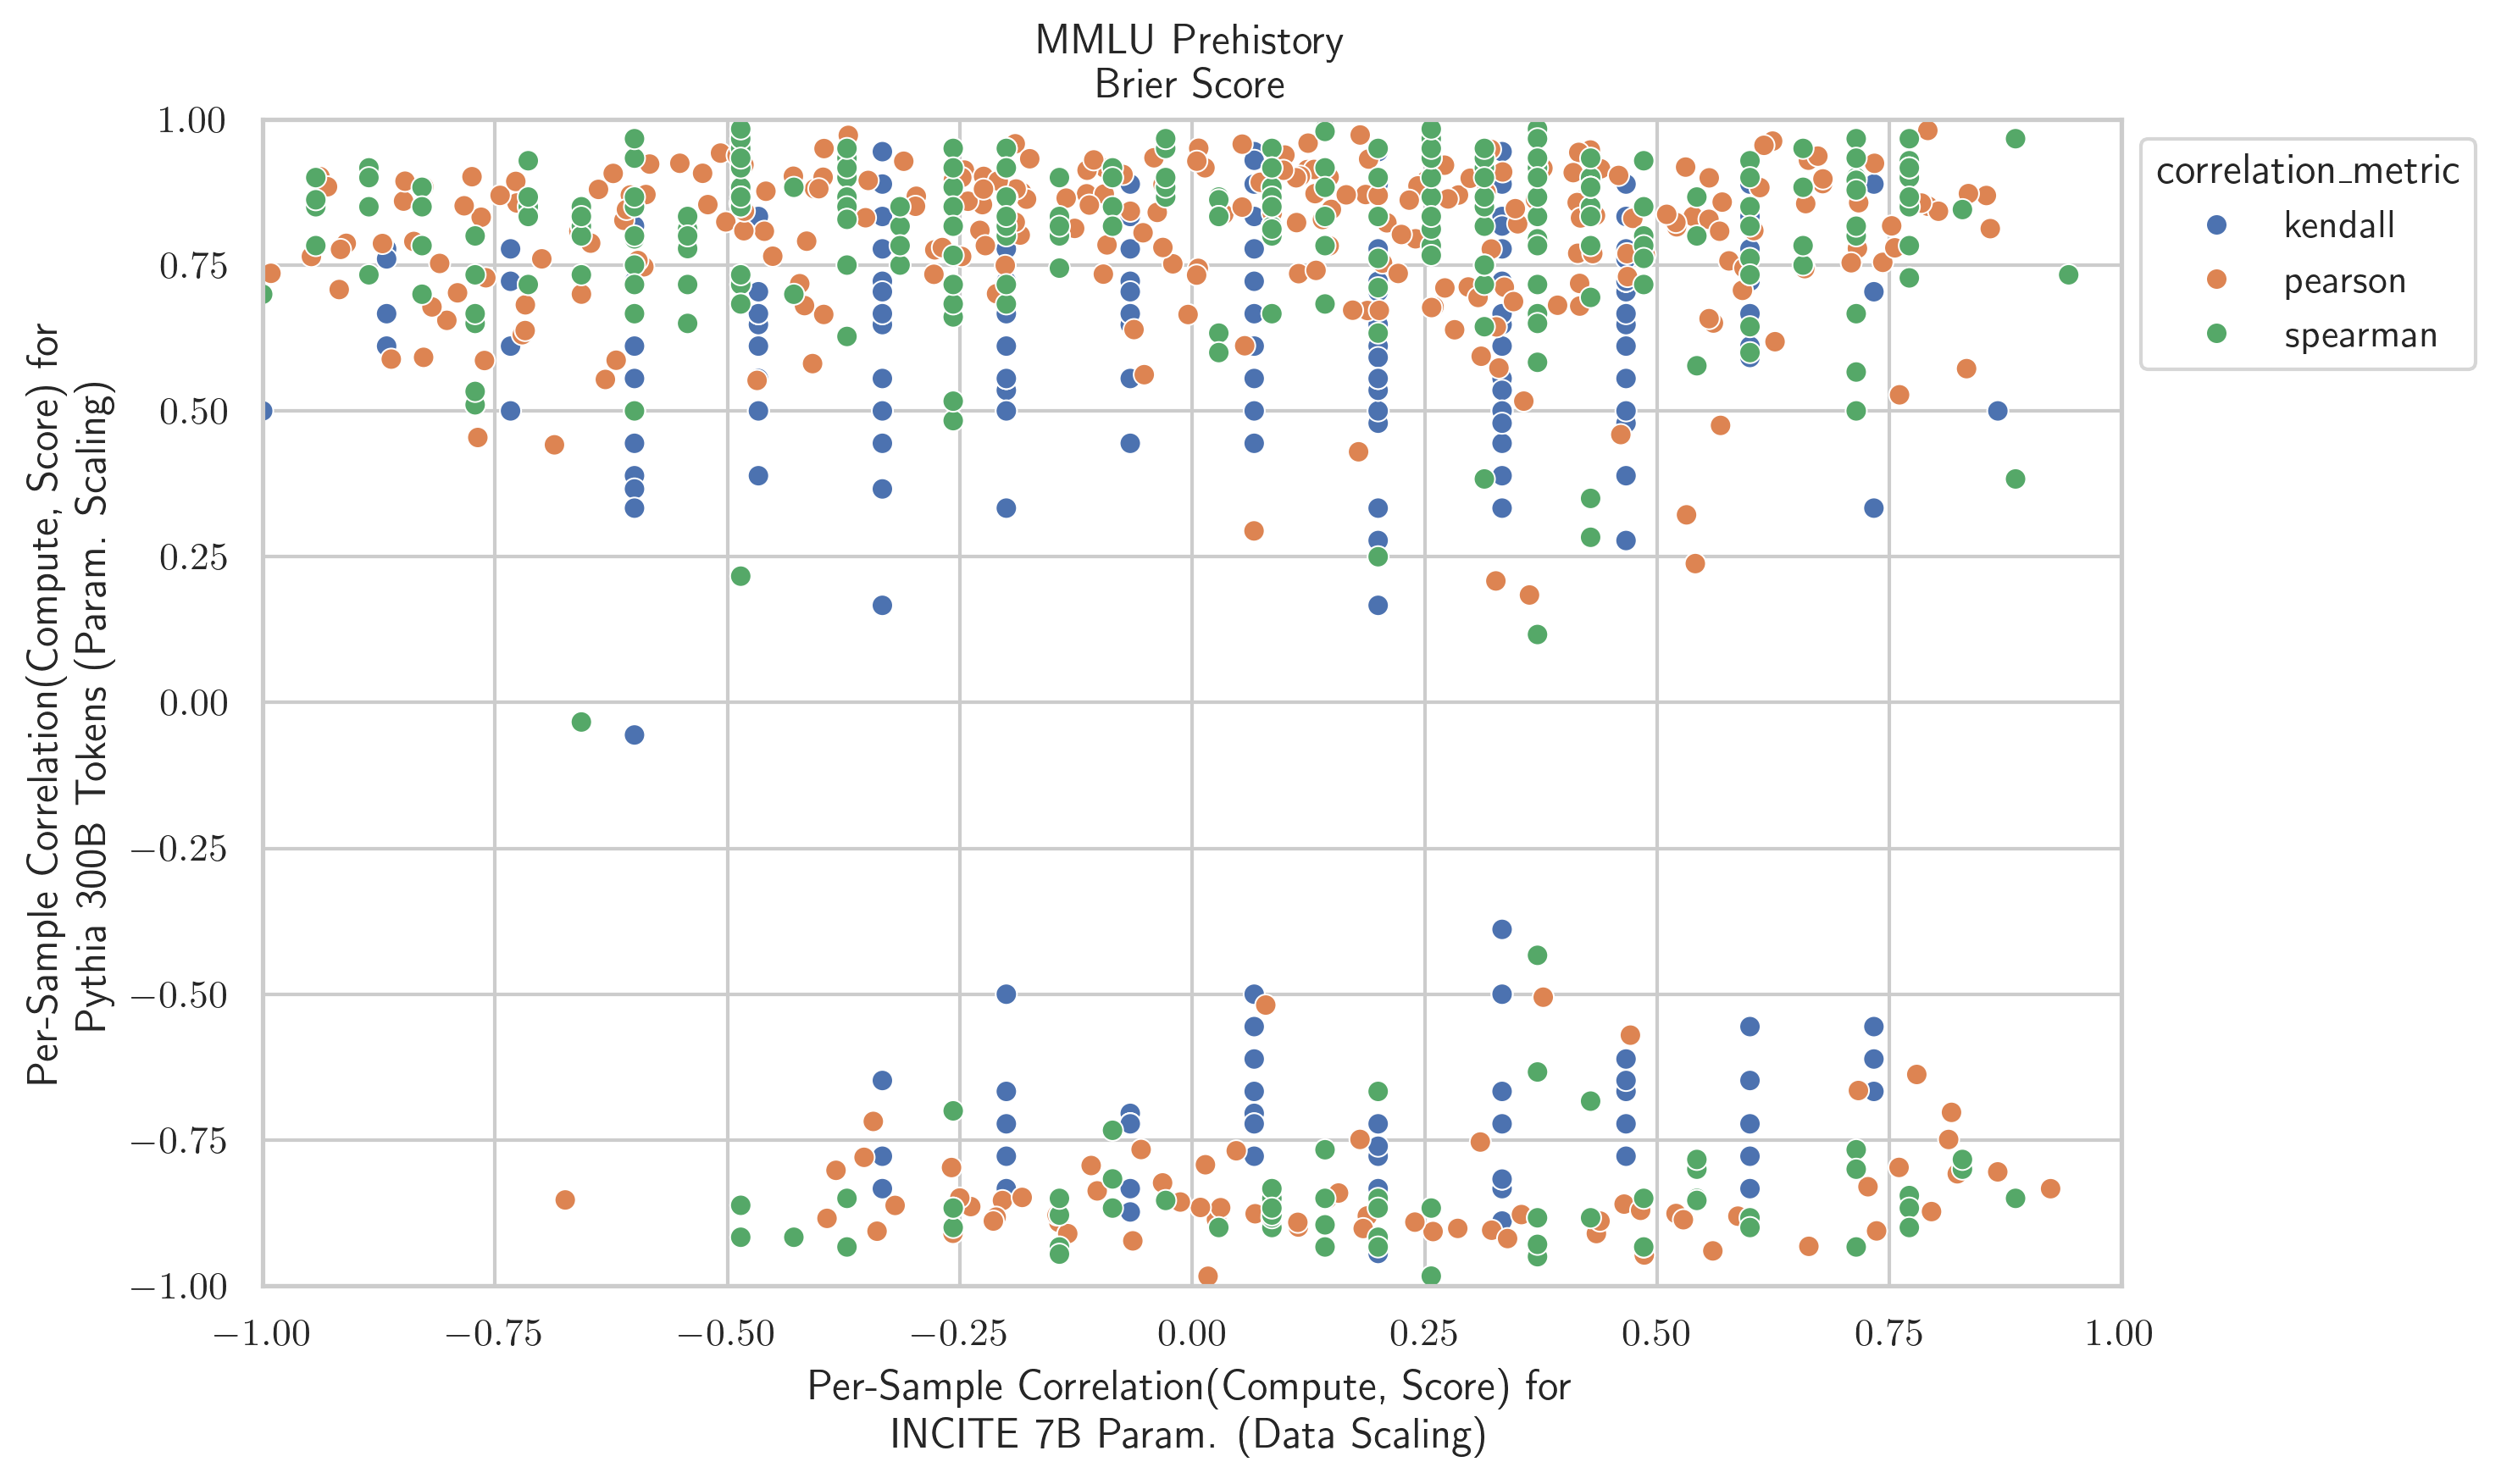 MMLU Prehistory
Brier Score
Per-Sample Correlation(Compute, Score) for
Pythia 300B Tokens (Param. Scaling)
1.00
0.75
0.50
0.25
0.00
−0.25
−0.50
−0.75
−1.00
−1.00 −0.75 −0.50 −0.25 0.00 0.25 0.50 0.75 1.00
Per-Sample Correlation(Compute, Score) for
INCITE 7B Param. (Data Scaling)
correlation_metric
kendall
pearson
spearman